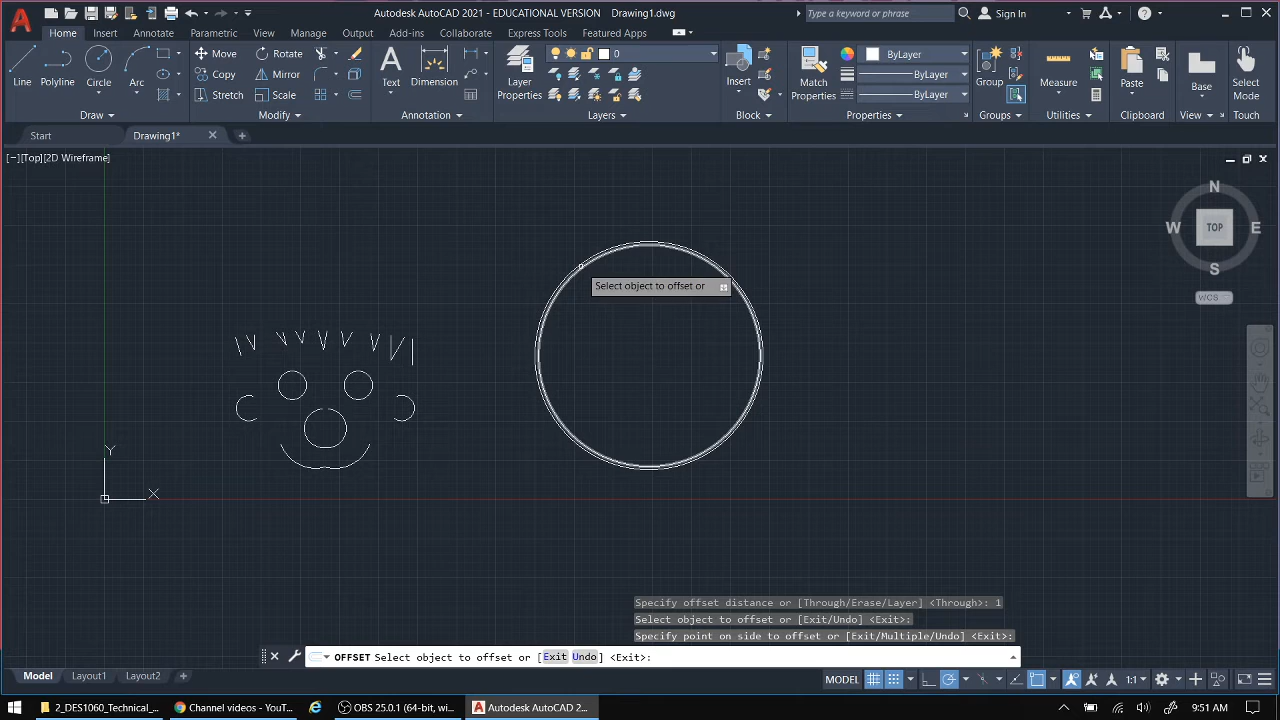 Autodesk AutoCAD 2021 - EDUCATIONAL VERSION Drawing1.dwg
Type a keyword or phrase
Sign In
Home Insert Annotate Parametric View Manage Output Add-ins Collaborate Express Tools Featured Apps
Line Polyline Circle Arc
Move Rotate
Copy Mirror
Stretch Scale
Text Dimension
Layer Properties
0
Insert
Match Properties
ByLayer
ByLayer
ByLayer
Group
Measure
Paste
Base
Select Mode
Draw Modify Annotation Layers Block Properties Groups Utilities Clipboard View Touch
Start Drawing1*
[−][Top][2D Wireframe]
N
W TOP E
S
WCS
Select object to offset or
Y
X
Specify offset distance or [Through/Erase/Layer] <Through>: 1
Select object to offset or [Exit/Undo] <Exit>:
Specify point on side to offset or [Exit/Multiple/Undo] <Exit>:
OFFSET Select object to offset or [Exit Undo] <Exit>:
Model Layout1 Layout2
MODEL
1:1
2_DES1060_Technical_...
Channel videos - YouT...
OBS 25.0.1 (64-bit, wi...
Autodesk AutoCAD 2...
9:51 AM